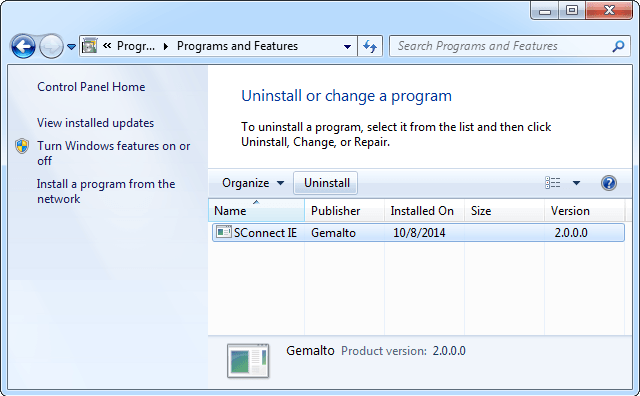 « Progr... ▸ Programs and Features
Search Programs and Features
Control Panel Home
View installed updates
Turn Windows features on or
off
Install a program from the
network
Uninstall or change a program
To uninstall a program, select it from the list and then click
Uninstall, Change, or Repair.
Organize Uninstall
Name Publisher Installed On Size Version
SConnect IE Gemalto 10/8/2014 2.0.0.0
Gemalto Product version: 2.0.0.0